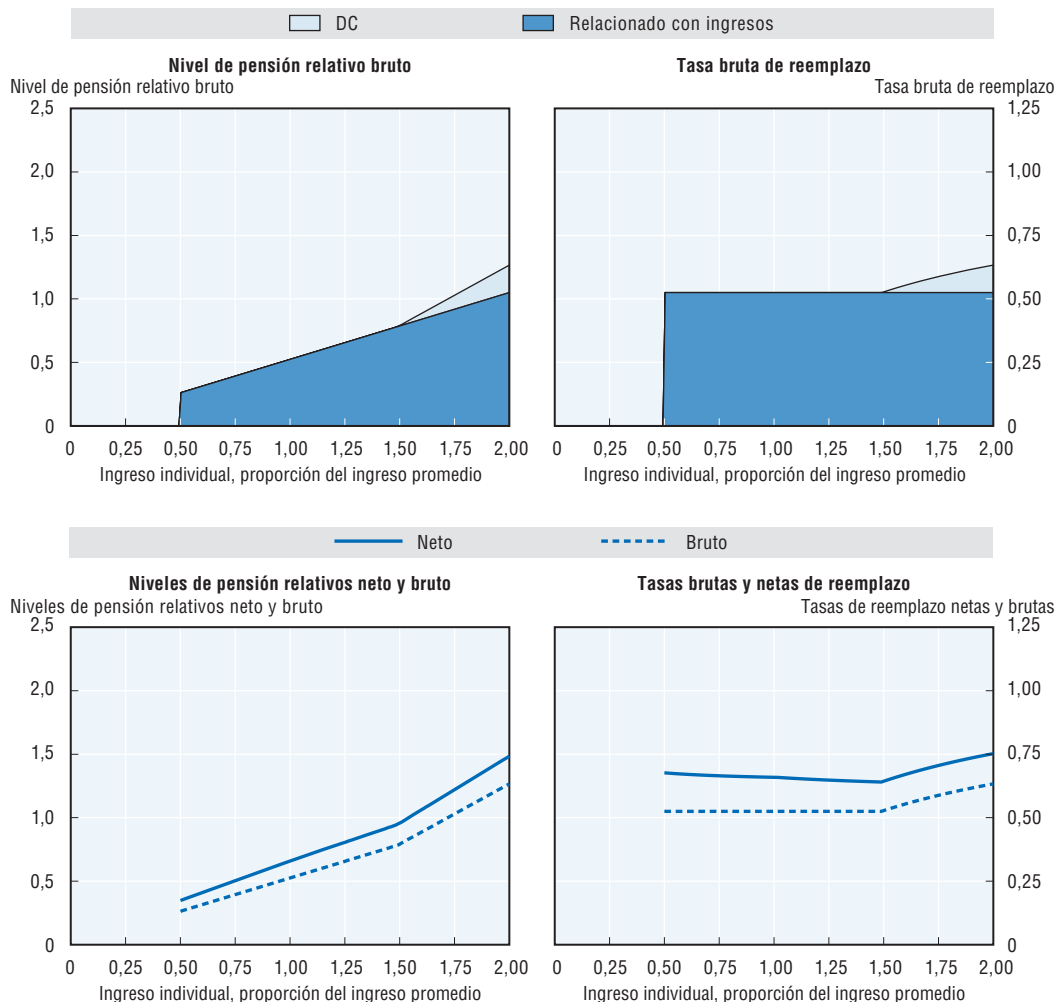 DC Relacionado con ingresos
Nivel de pensión relativo bruto
Nivel de pensión relativo bruto
2,5
2,0
1,5
1,0
0,5
0
0 0,25 0,50 0,75 1,00 1,25 1,50 1,75 2,00
Ingreso individual, proporción del ingreso promedio
Tasa bruta de reemplazo
Tasa bruta de reemplazo
1,25
1,00
0,75
0,50
0,25
0
0 0,25 0,50 0,75 1,00 1,25 1,50 1,75 2,00
Ingreso individual, proporción del ingreso promedio
Neto Bruto
Niveles de pensión relativos neto y bruto
Niveles de pensión relativos neto y bruto
2,5
2,0
1,5
1,0
0,5
0
0 0,25 0,50 0,75 1,00 1,25 1,50 1,75 2,00
Ingreso individual, proporción del ingreso promedio
Tasas brutas y netas de reemplazo
Tasas de reemplazo netas y brutas
1,25
1,00
0,75
0,50
0,25
0
0 0,25 0,50 0,75 1,00 1,25 1,50 1,75 2,00
Ingreso individual, proporción del ingreso promedio